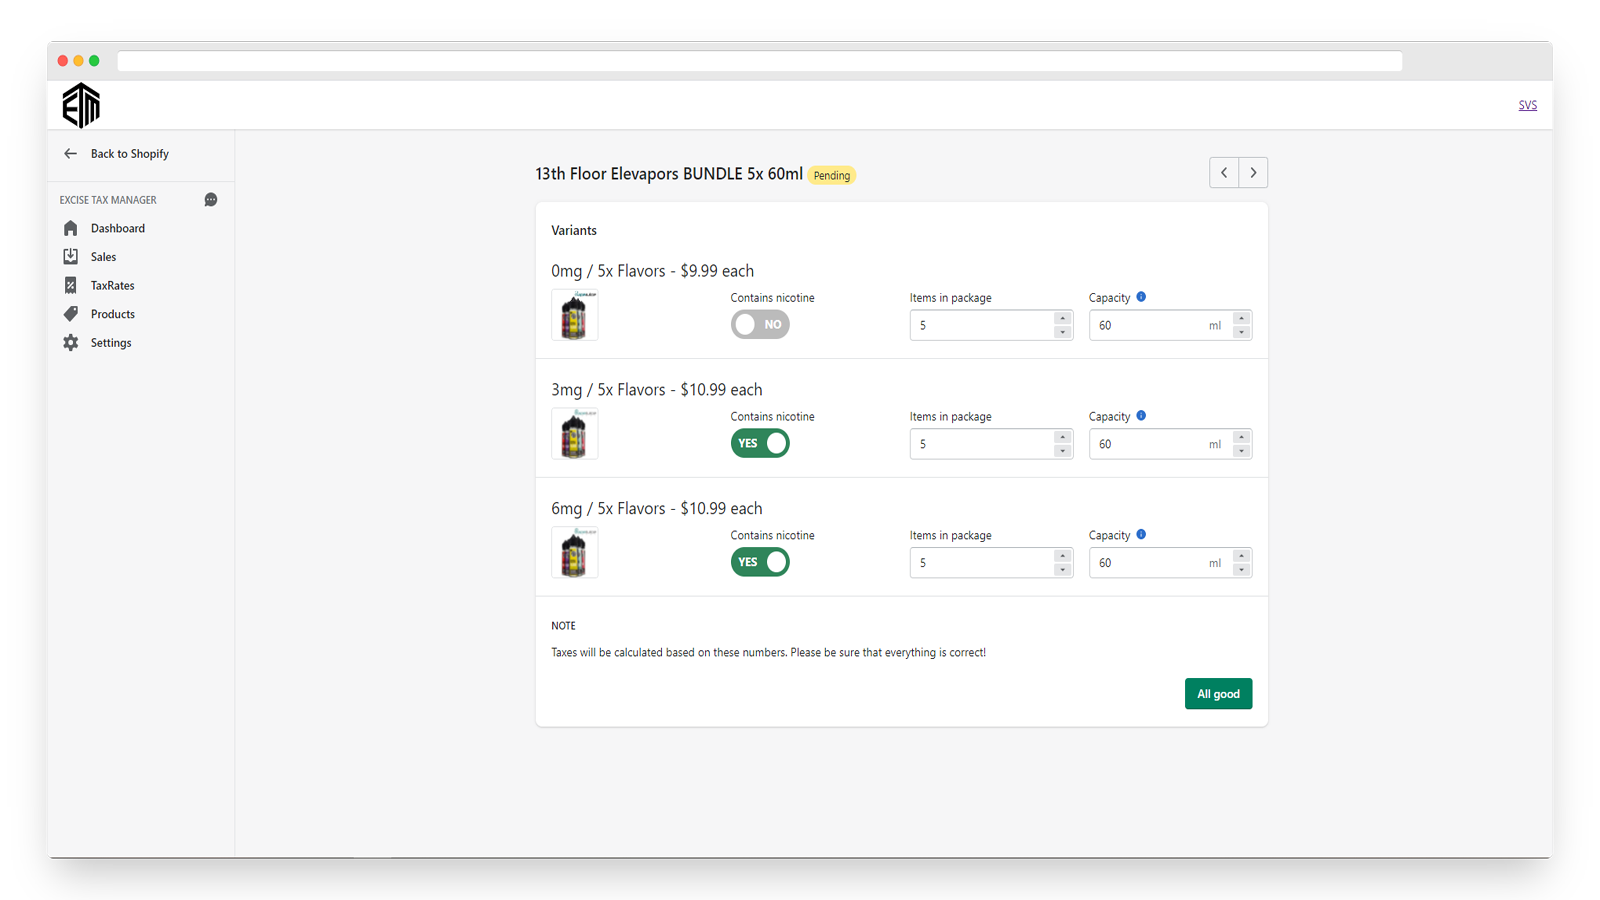 ETM
SVS
Back to Shopify
EXCISE TAX MANAGER
Dashboard
Sales
TaxRates
Products
Settings
13th Floor Elevapors BUNDLE 5x 60ml Pending
Variants
0mg / 5x Flavors - $9.99 each
Contains nicotine Items in package Capacity
NO 5 60 ml
3mg / 5x Flavors - $10.99 each
Contains nicotine Items in package Capacity
YES 5 60 ml
6mg / 5x Flavors - $10.99 each
Contains nicotine Items in package Capacity
YES 5 60 ml
NOTE
Taxes will be calculated based on these numbers. Please be sure that everything is correct!
All good